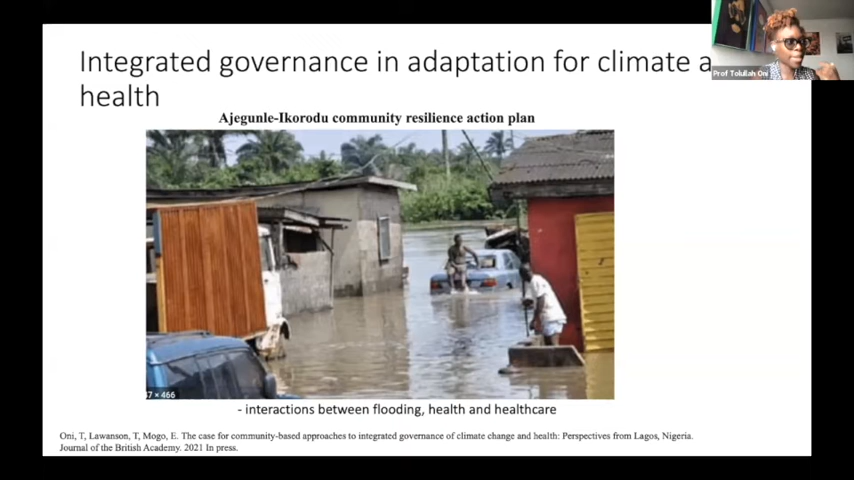 Integrated governance in adaptation for climate a
health
Prof Tolullah Oni
Ajegunle-Ikorodu community resilience action plan
7 × 466
- interactions between flooding, health and healthcare
Oni, T, Lawanson, T, Mogo, E. The case for community-based approaches to integrated governance of climate change and health: Perspectives from Lagos, Nigeria.
Journal of the British Academy. 2021 In press.